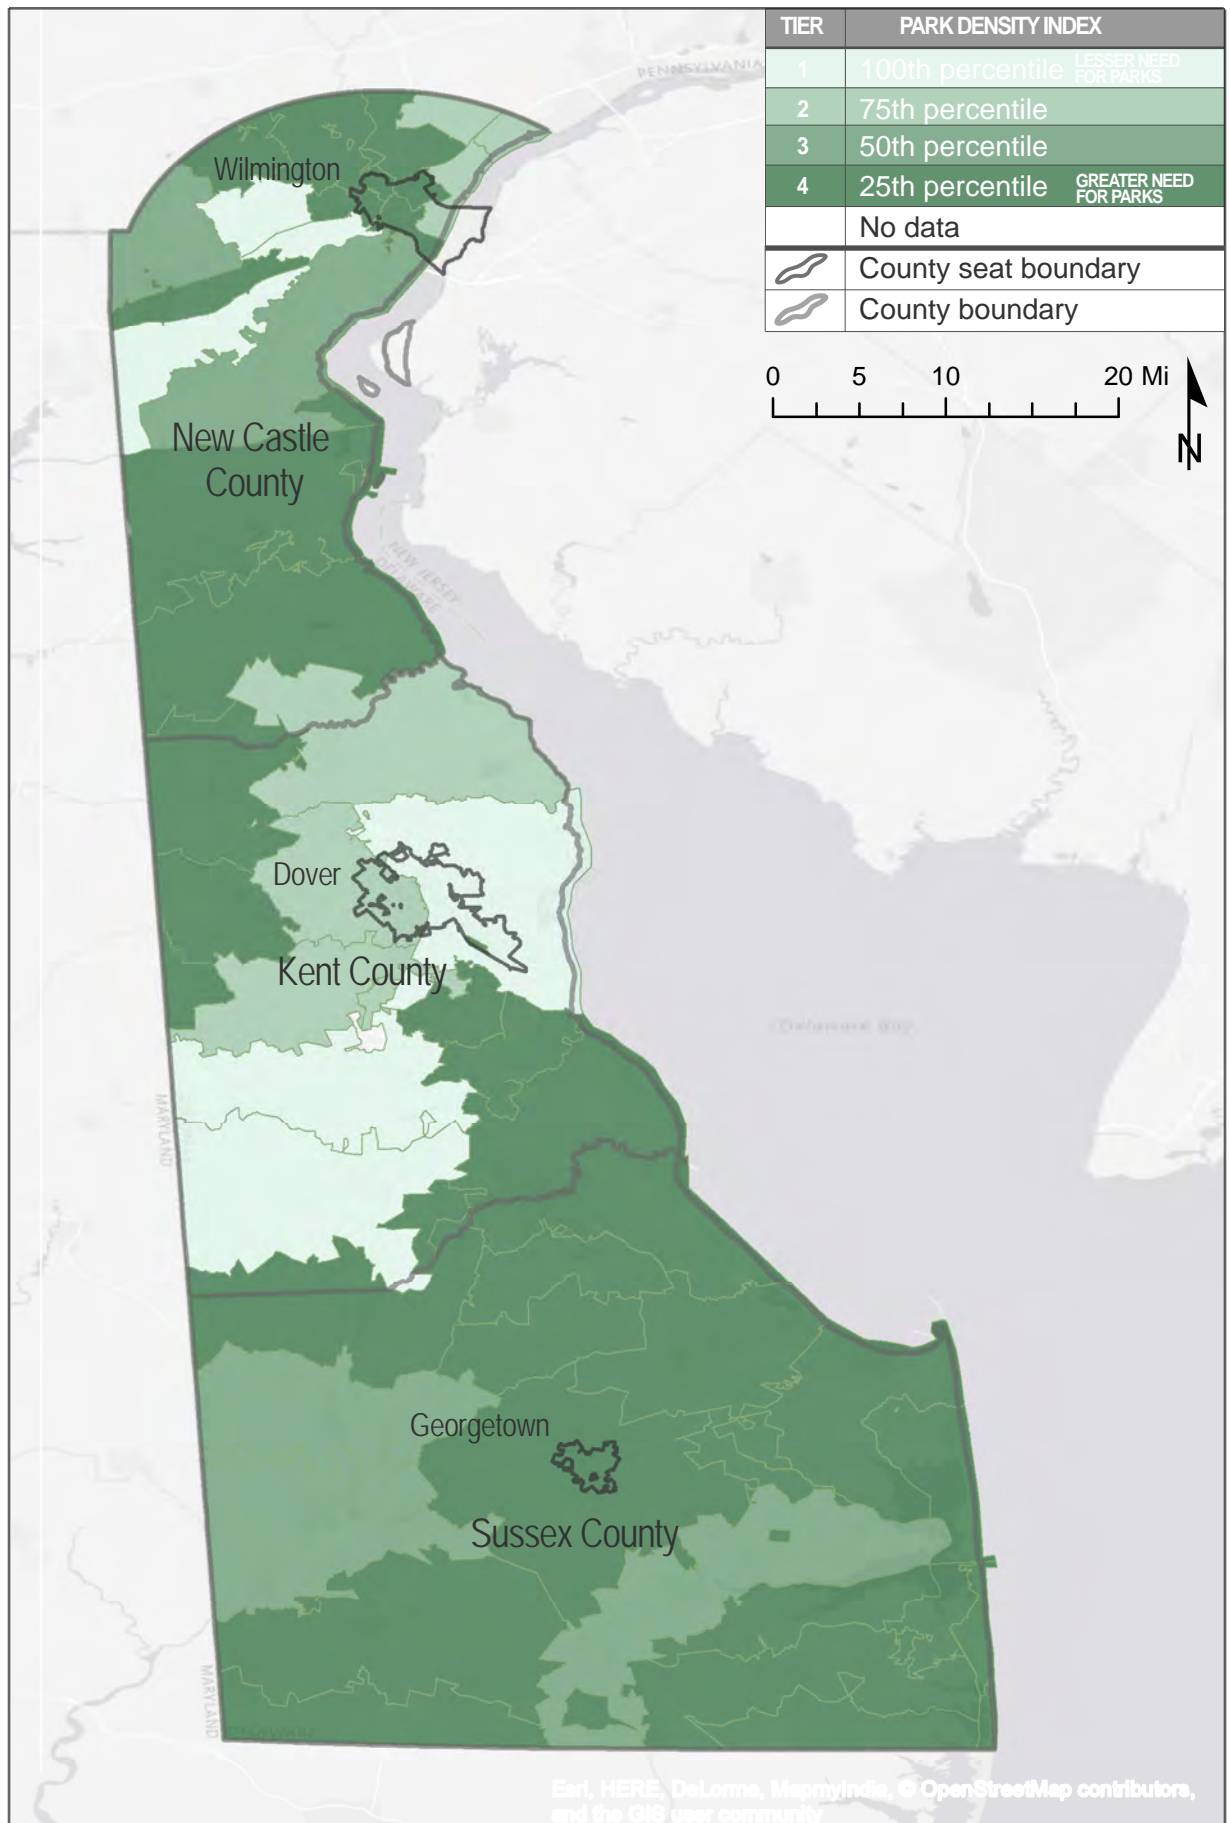 TIER PARK DENSITY INDEX
1 100th percentile LESSER NEED
FOR PARKS
2 75th percentile
3 50th percentile
4 25th percentile GREATER NEED
FOR PARKS
No data
County seat boundary
County boundary
0 5 10 20 Mi
N
PENNSYLVANIA
Wilmington
New Castle
County
NEW JERSEY
DELAWARE
Dover
Kent County
Delaware Bay
MARYLAND
Georgetown
Sussex County
MARYLAND
DELAWARE
Esri, HERE, DeLorme, MapmyIndia, © OpenStreetMap contributors,
and the GIS user community